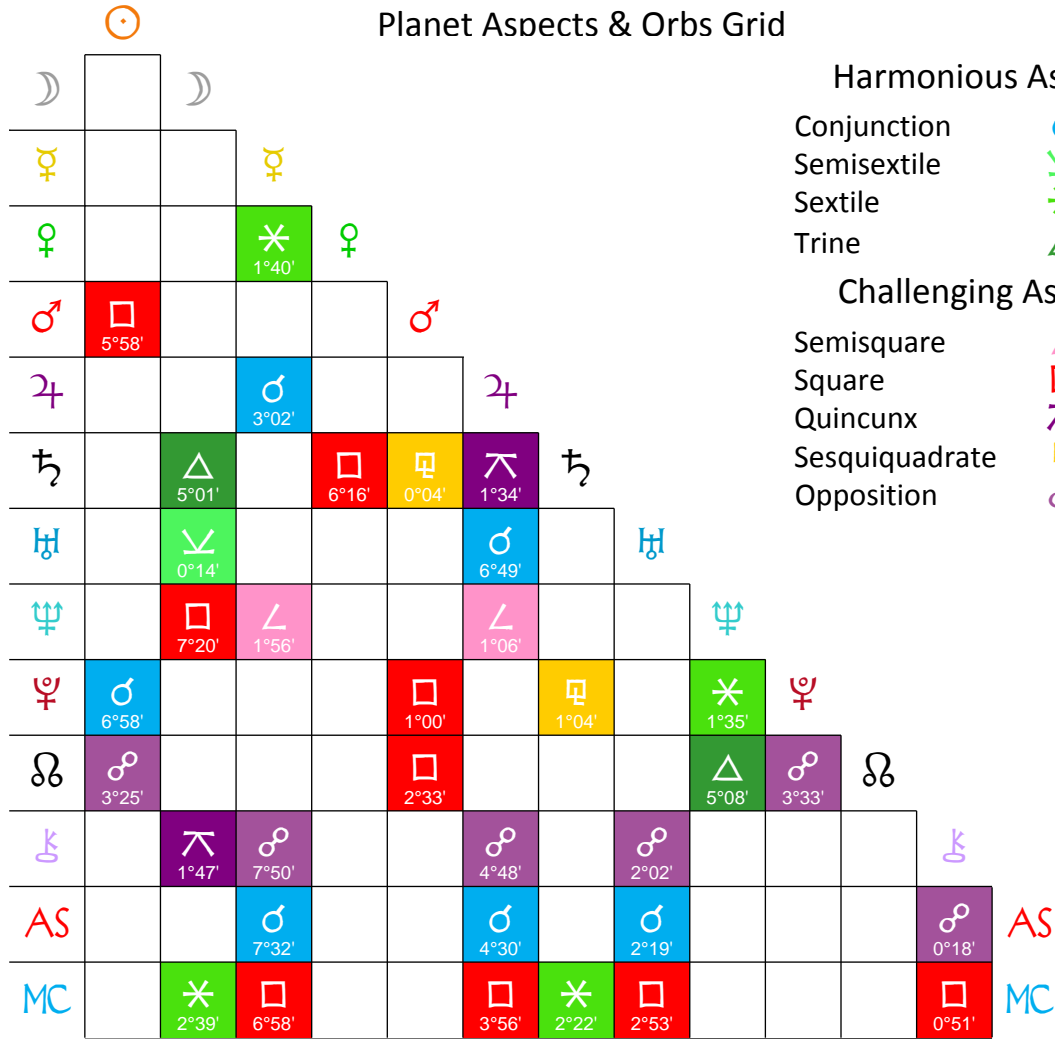 Planet Aspects & Orbs Grid
Harmonious As
Conjunction
Semisextile
Sextile
Trine
Challenging As
Semisquare
Square
Quincunx
Sesquiquadrate
Opposition
☉
☽ ☽
☿ ☿
♀ 1°40' ♀
♂ 5°58' ♂
♃ 3°02' ♃
♄ 5°01' 6°16' 0°04' 1°34' ♄
♅ 0°14' 6°49' ♅
♆ 7°20' 1°56' 1°06' ♆
♇ 6°58' 1°00' 1°04' 1°35' ♇
☊ 3°25' 2°33' 5°08' 3°33' ☊
⚷ 1°47' 7°50' 4°48' 2°02' ⚷
AS 7°32' 4°30' 2°19' 0°18' AS
MC 2°39' 6°58' 3°56' 2°22' 2°53' 0°51' MC